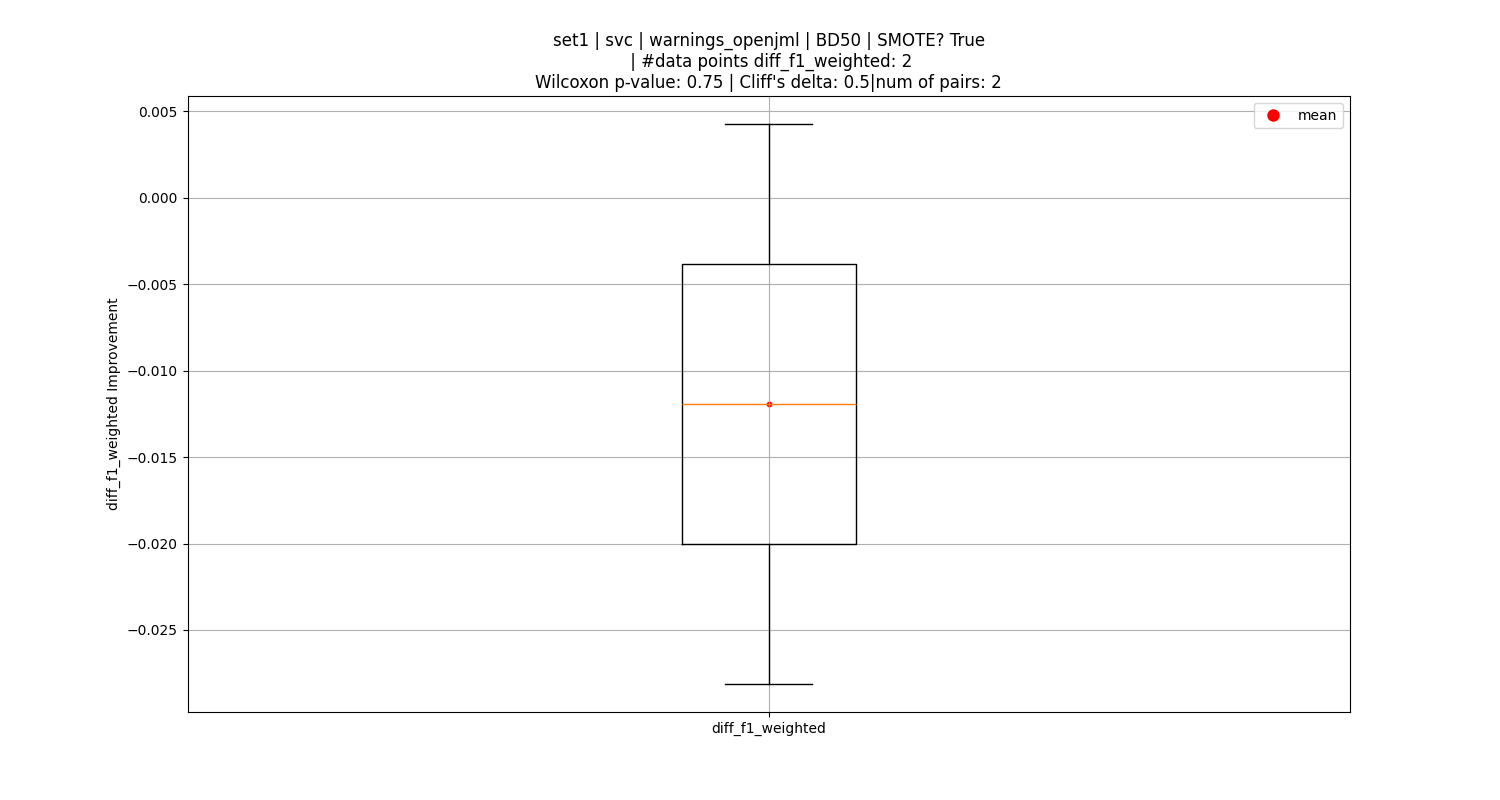 set1 | svc | warnings_openjml | BD50 | SMOTE? True
| #data points diff_f1_weighted: 2
Wilcoxon p-value: 0.75 | Cliff's delta: 0.5|num of pairs: 2
mean
0.005
0.000
−0.005
−0.010
−0.015
−0.020
−0.025
diff_f1_weighted Improvement
diff_f1_weighted